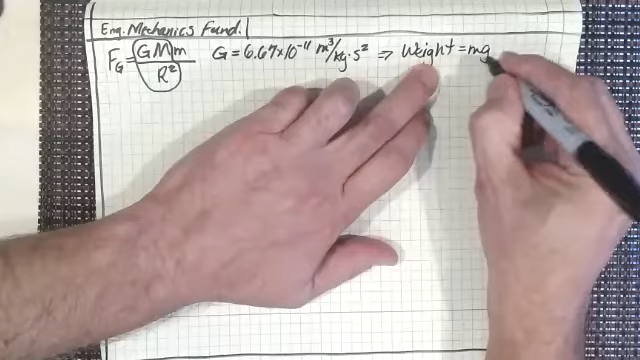 Eng. Mechanics Fund.
F_G = GMm/R² G = 6.67×10⁻¹¹ m³/kg·s² ⇒ Weight = mg